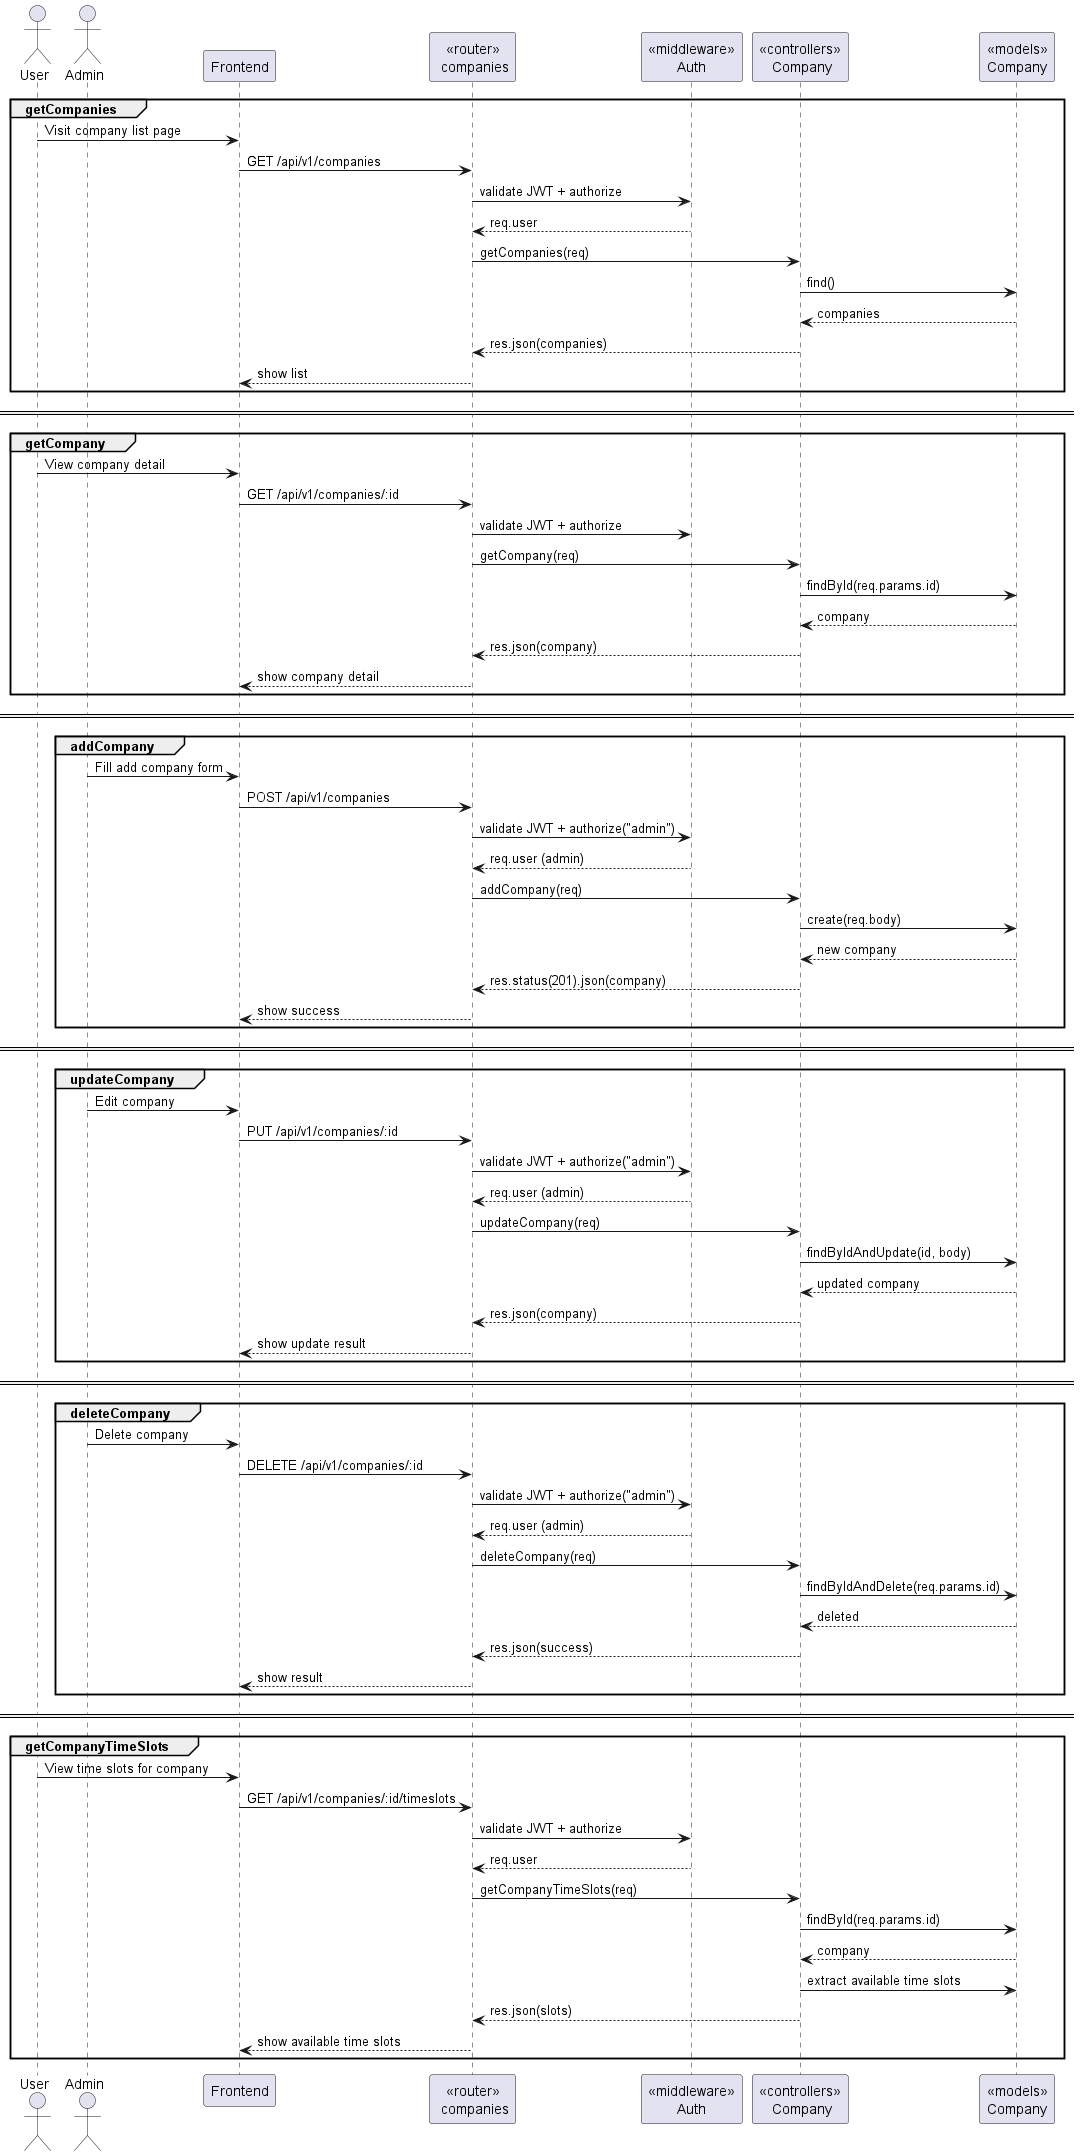 User
Admin
Frontend
«router»
companies
«middleware»
Auth
«controllers»
Company
«models»
Company
getCompanies
Visit company list page
GET /api/v1/companies
validate JWT + authorize
req.user
getCompanies(req)
find()
companies
res.json(companies)
show list
getCompany
View company detail
GET /api/v1/companies/:id
validate JWT + authorize
getCompany(req)
findById(req.params.id)
company
res.json(company)
show company detail
addCompany
Fill add company form
POST /api/v1/companies
validate JWT + authorize("admin")
req.user (admin)
addCompany(req)
create(req.body)
new company
res.status(201).json(company)
show success
updateCompany
Edit company
PUT /api/v1/companies/:id
validate JWT + authorize("admin")
req.user (admin)
updateCompany(req)
findByIdAndUpdate(id, body)
updated company
res.json(company)
show update result
deleteCompany
Delete company
DELETE /api/v1/companies/:id
validate JWT + authorize("admin")
req.user (admin)
deleteCompany(req)
findByIdAndDelete(req.params.id)
deleted
res.json(success)
show result
getCompanyTimeSlots
View time slots for company
GET /api/v1/companies/:id/timeslots
validate JWT + authorize
req.user
getCompanyTimeSlots(req)
findById(req.params.id)
company
extract available time slots
res.json(slots)
show available time slots
User
Admin
Frontend
«router»
companies
«middleware»
Auth
«controllers»
Company
«models»
Company